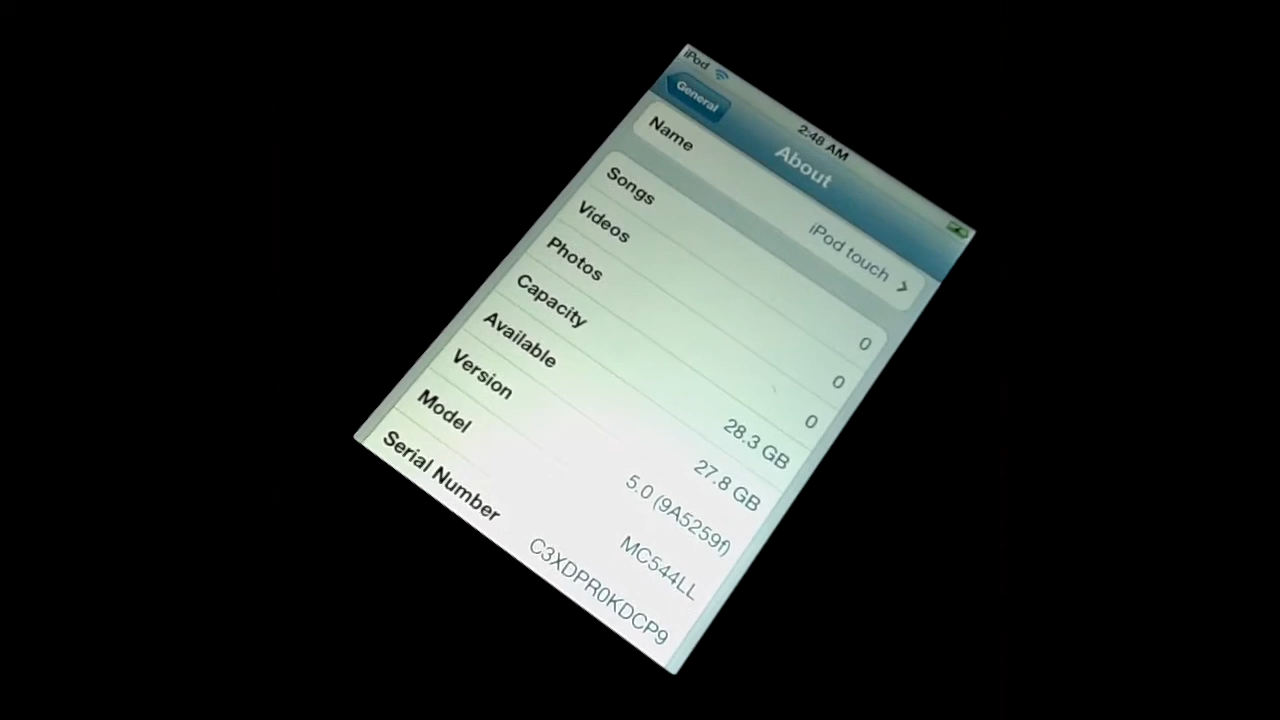 iPod
2:48 AM
General
About
Name iPod touch
Songs 0
Videos 0
Photos 0
Capacity 28.3 GB
Available 27.8 GB
Version 5.0 (9A5259f)
Model MC544LL
Serial Number C3XDPR0KDCP9